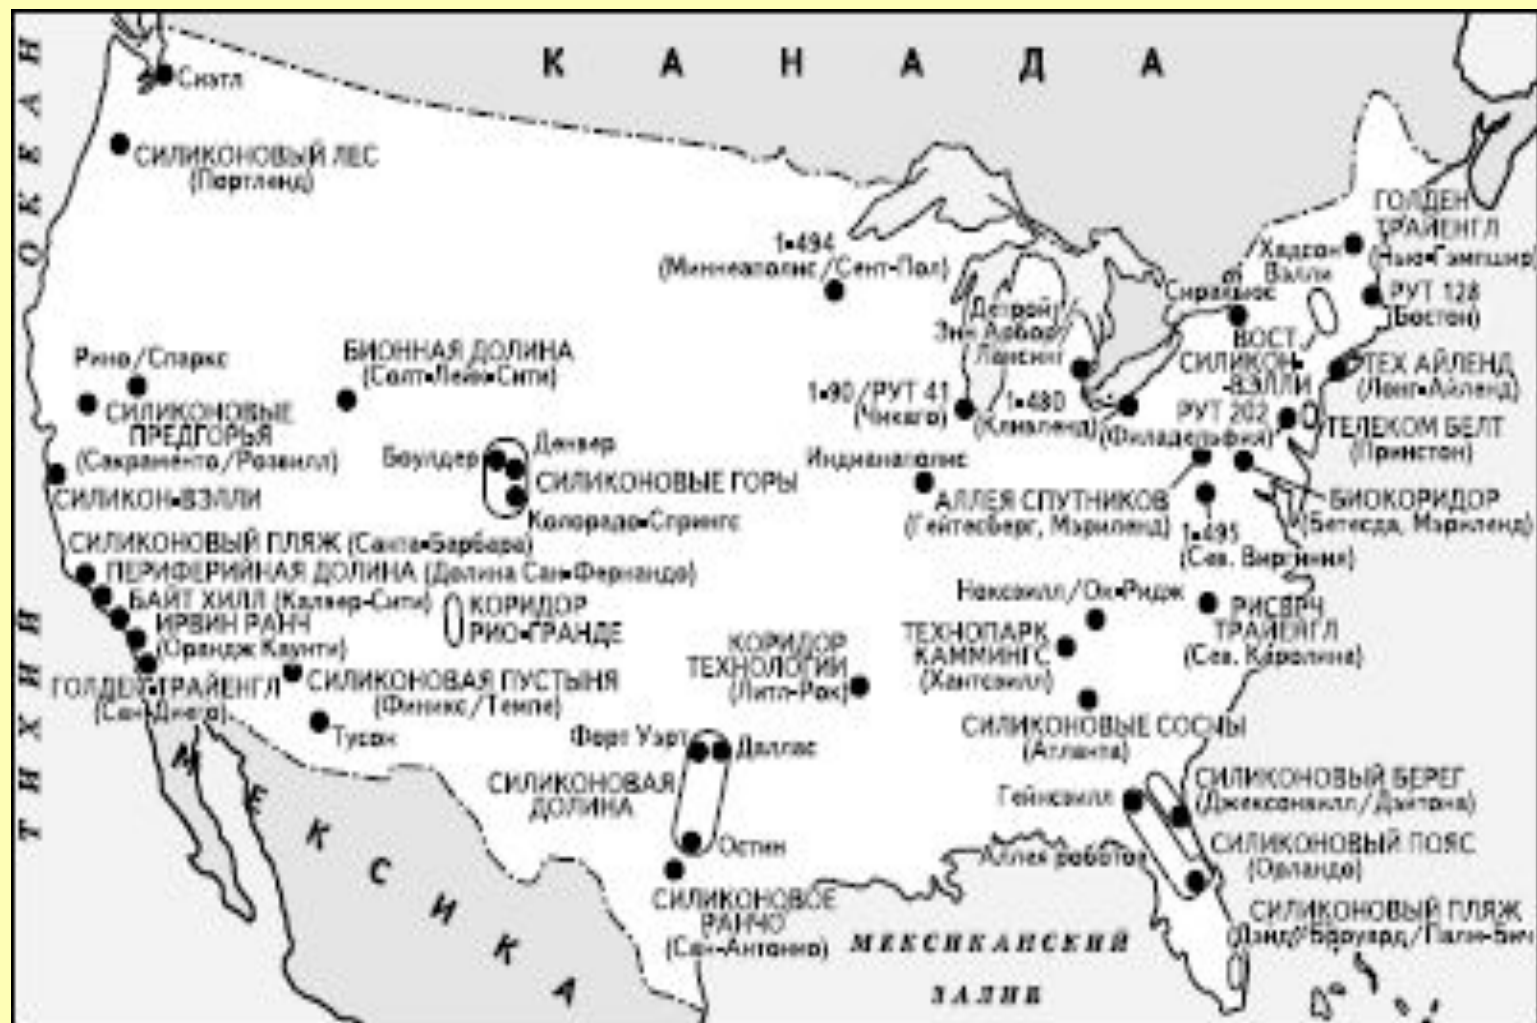 КАНАДА
ТИХИЙ ОКЕАН
Сиэтл
СИЛИКОНОВЫЙ ЛЕС
(Портленд)
1-494
(Миннеаполис/Сент-Пол)
ГОЛДЕН
ТРАЙЕНГЛ
(Нью-Гэмпшир)
Хадсон
Вэлли
Сиракьюс
РУТ 128
(Бостон)
Детройт/
Энн Арбор/
Лансинг
ВОСТ.
СИЛИКОН-
ВЭЛЛИ
ТЕХ АЙЛЕНД
(Лонг-Айленд)
Рино/Спаркс
БИОННАЯ ДОЛИНА
(Солт-Лейк-Сити)
1-90/РУТ 41
(Чикаго)
1-480
(Кливленд)
РУТ 202
(Филадельфия)
ТЕЛЕКОМ БЕЛТ
(Принстон)
СИЛИКОНОВЫЕ
ПРЕДГОРЬЯ
(Сакраменто/Розвилл)
Боулдер
Денвер
СИЛИКОНОВЫЕ ГОРЫ
Колорадо-Спрингс
Индианаполис
СИЛИКОН-ВЭЛЛИ
АЛЛЕЯ СПУТНИКОВ
(Гейтесберг, Мэриленд)
БИОКОРИДОР
(Бетесда, Мэриленд)
1-495
(Сев. Виргиния)
СИЛИКОНОВЫЙ ПЛЯЖ (Санта-Барбара)
ПЕРИФЕРИЙНАЯ ДОЛИНА (Долина Сан-Фернандо)
БАЙТ ХИЛЛ (Калвер-Сити)
ИРВИН РАНЧ
(Орандж Каунти)
КОРИДОР
РИО-ГРАНДЕ
Ноксвилл/Ок-Ридж
РИСЕРЧ
ТРАЙЕНГЛ
(Сев. Каролина)
ТЕХНОПАРК
КАММИНГС
(Хантсвилл)
КОРИДОР
ТЕХНОЛОГИИ
(Литл-Рок)
ГОЛДЕН-ТРАЙЕНГЛ
(Сан-Диего)
СИЛИКОНОВАЯ ПУСТЫНЯ
(Финикс/Темпе)
Тусон
СИЛИКОНОВЫЕ СОСНЫ
(Атланта)
Форт Уэрт
Даллас
СИЛИКОНОВАЯ
ДОЛИНА
Остин
Гейнсвилл
СИЛИКОНОВЫЙ БЕРЕГ
(Джексонвилл/Дэйтона)
СИЛИКОНОВЫЙ ПОЯС
(Орландо)
Аллея роботов
СИЛИКОНОВОЕ
РАНЧО
(Сан-Антонио)
СИЛИКОНОВЫЙ ПЛЯЖ
(Дэйд/Броуард/Палм-Бич
МЕКСИКА
МЕКСИКАНСКИЙ
ЗАЛИВ